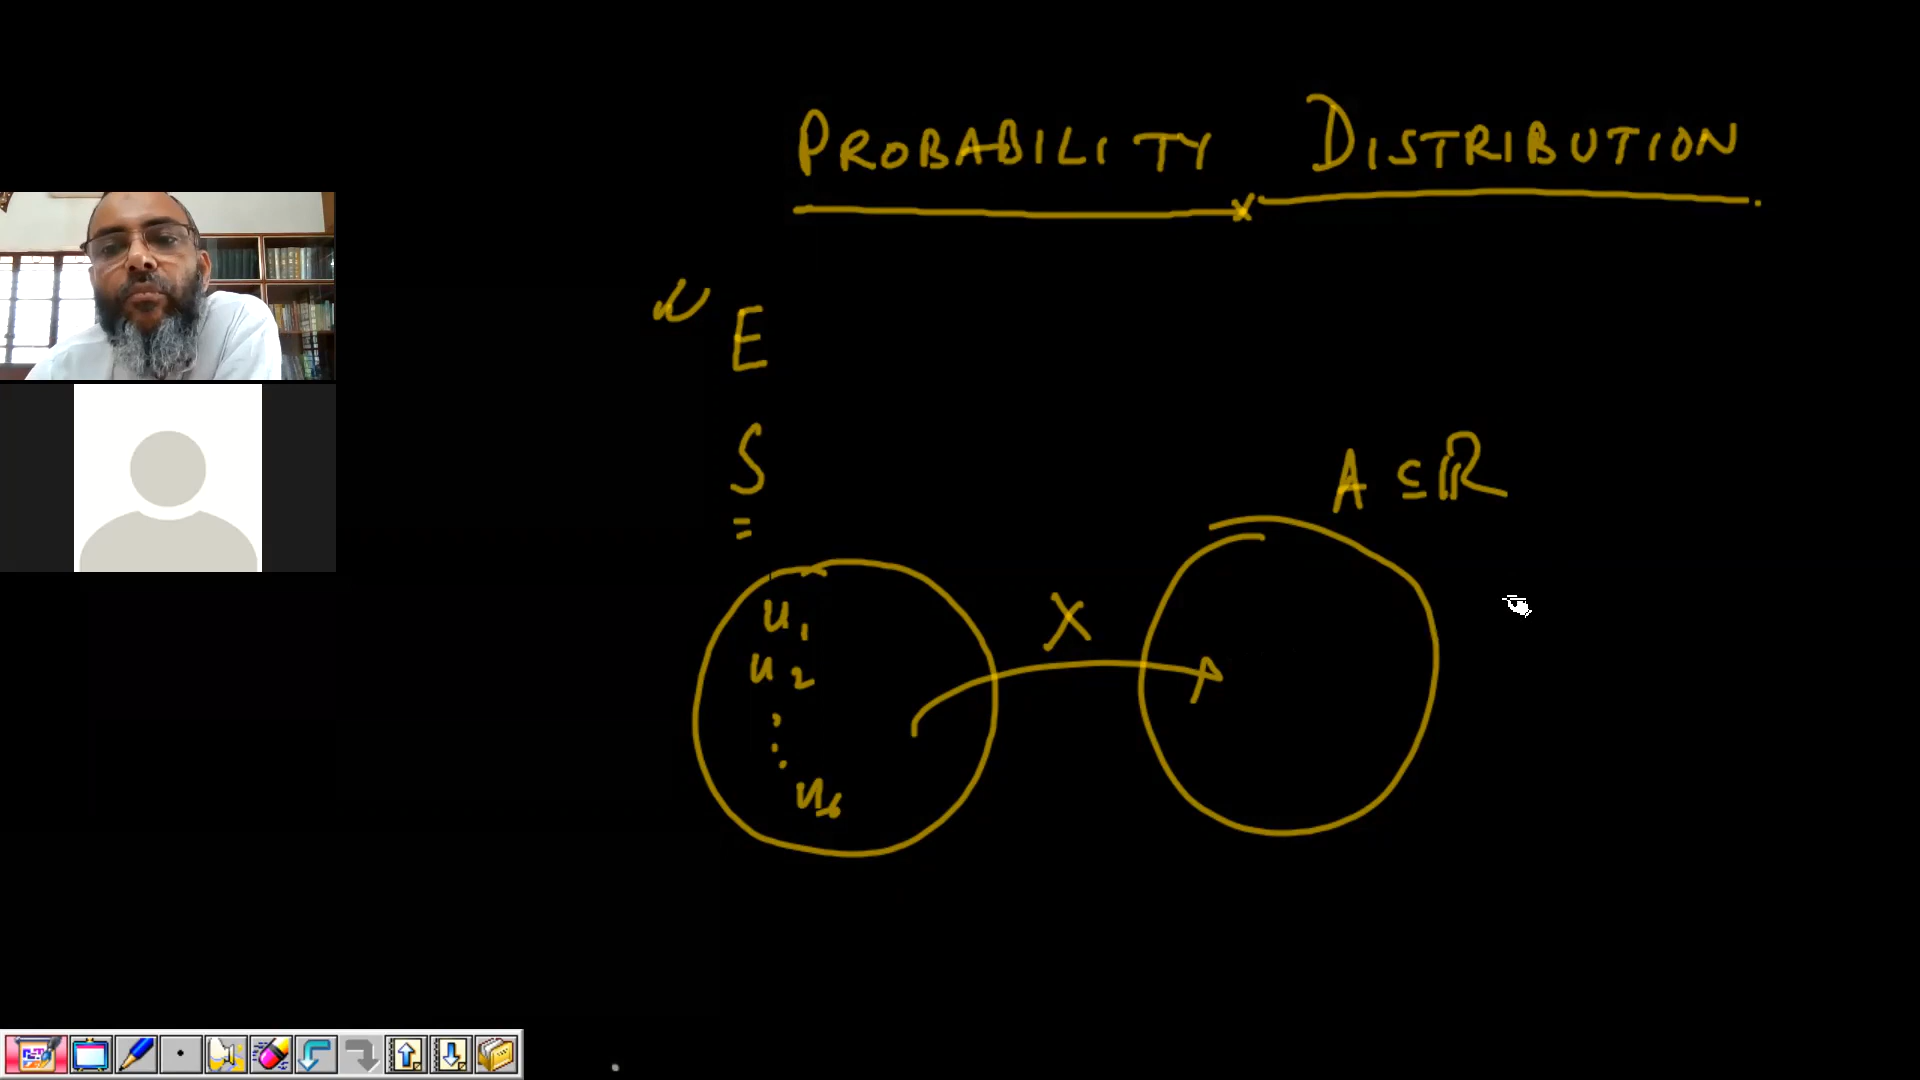 PROBABILITY DISTRIBUTION
E
S
A ⊆ ℝ
X
u1
u2
u6